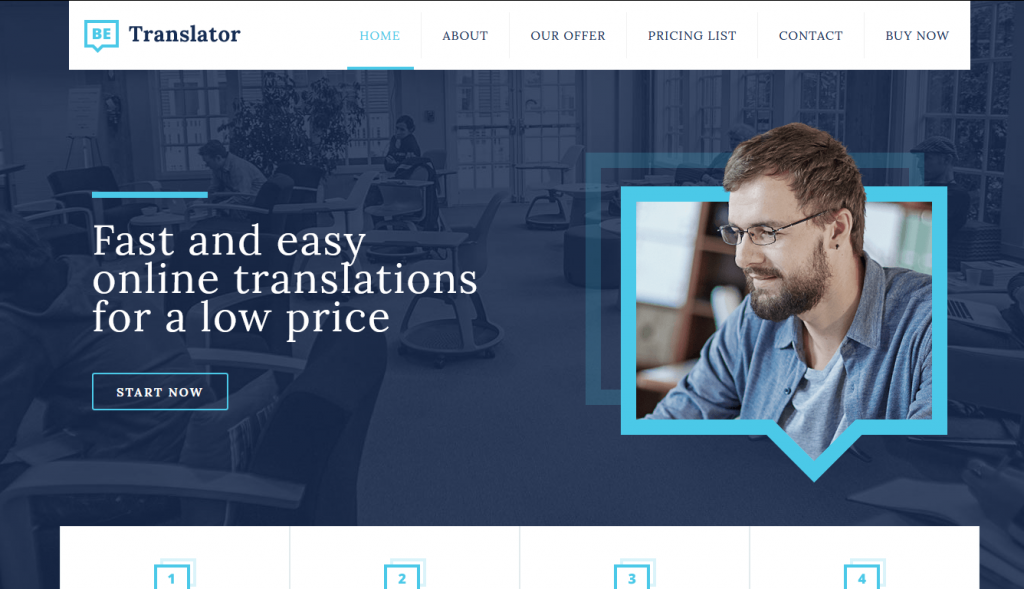 BE Translator
HOME
ABOUT
OUR OFFER
PRICING LIST
CONTACT
BUY NOW
Fast and easy
online translations
for a low price
START NOW
1
2
3
4